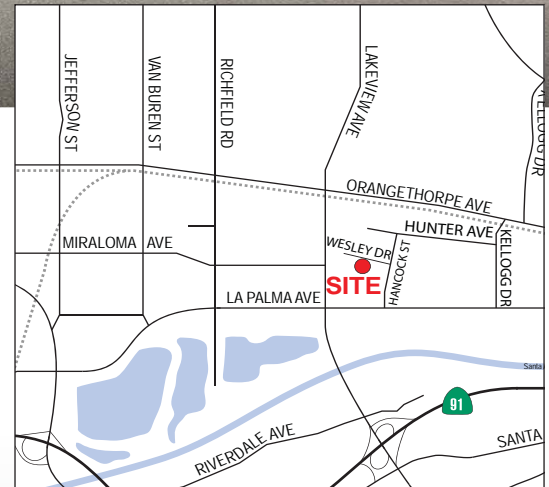 JEFFERSON ST
VAN BUREN ST
RICHFIELD RD
LAKEVIEW AVE
KELLOGG DR
ORANGETHORPE AVE
HUNTER AVE
MIRALOMA AVE
WESLEY DR
HANCOCK ST
KELLOGG DR
SITE
LA PALMA AVE
Santa
91
RIVERDALE AVE
SANTA